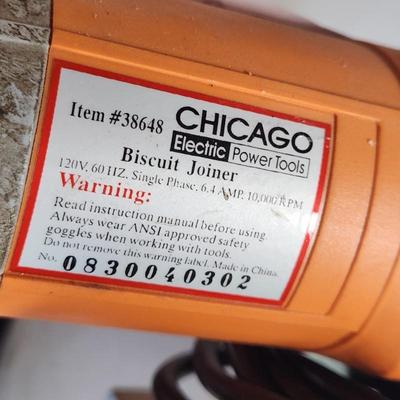 Item #38648 CHICAGO
Electric Power Tools
Biscuit Joiner
120V, 60 HZ, Single Phase, 6.4 AMP, 10,000 RPM
Warning:
Read instruction manual before using.
Always wear ANSI approved safety
goggles when working with tools.
Do not remove this warning label. Made in China.
No. 0830040302